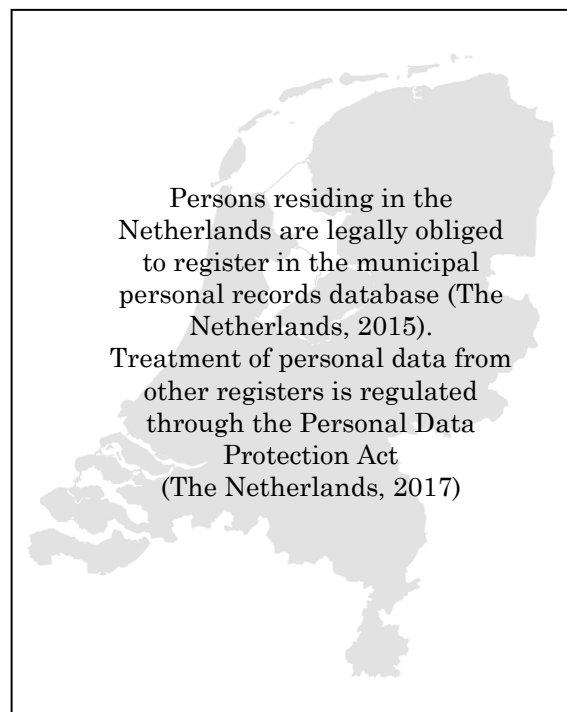 Persons residing in the
Netherlands are legally obliged
to register in the municipal
personal records database (The
Netherlands, 2015).
Treatment of personal data from
other registers is regulated
through the Personal Data
Protection Act
(The Netherlands, 2017)